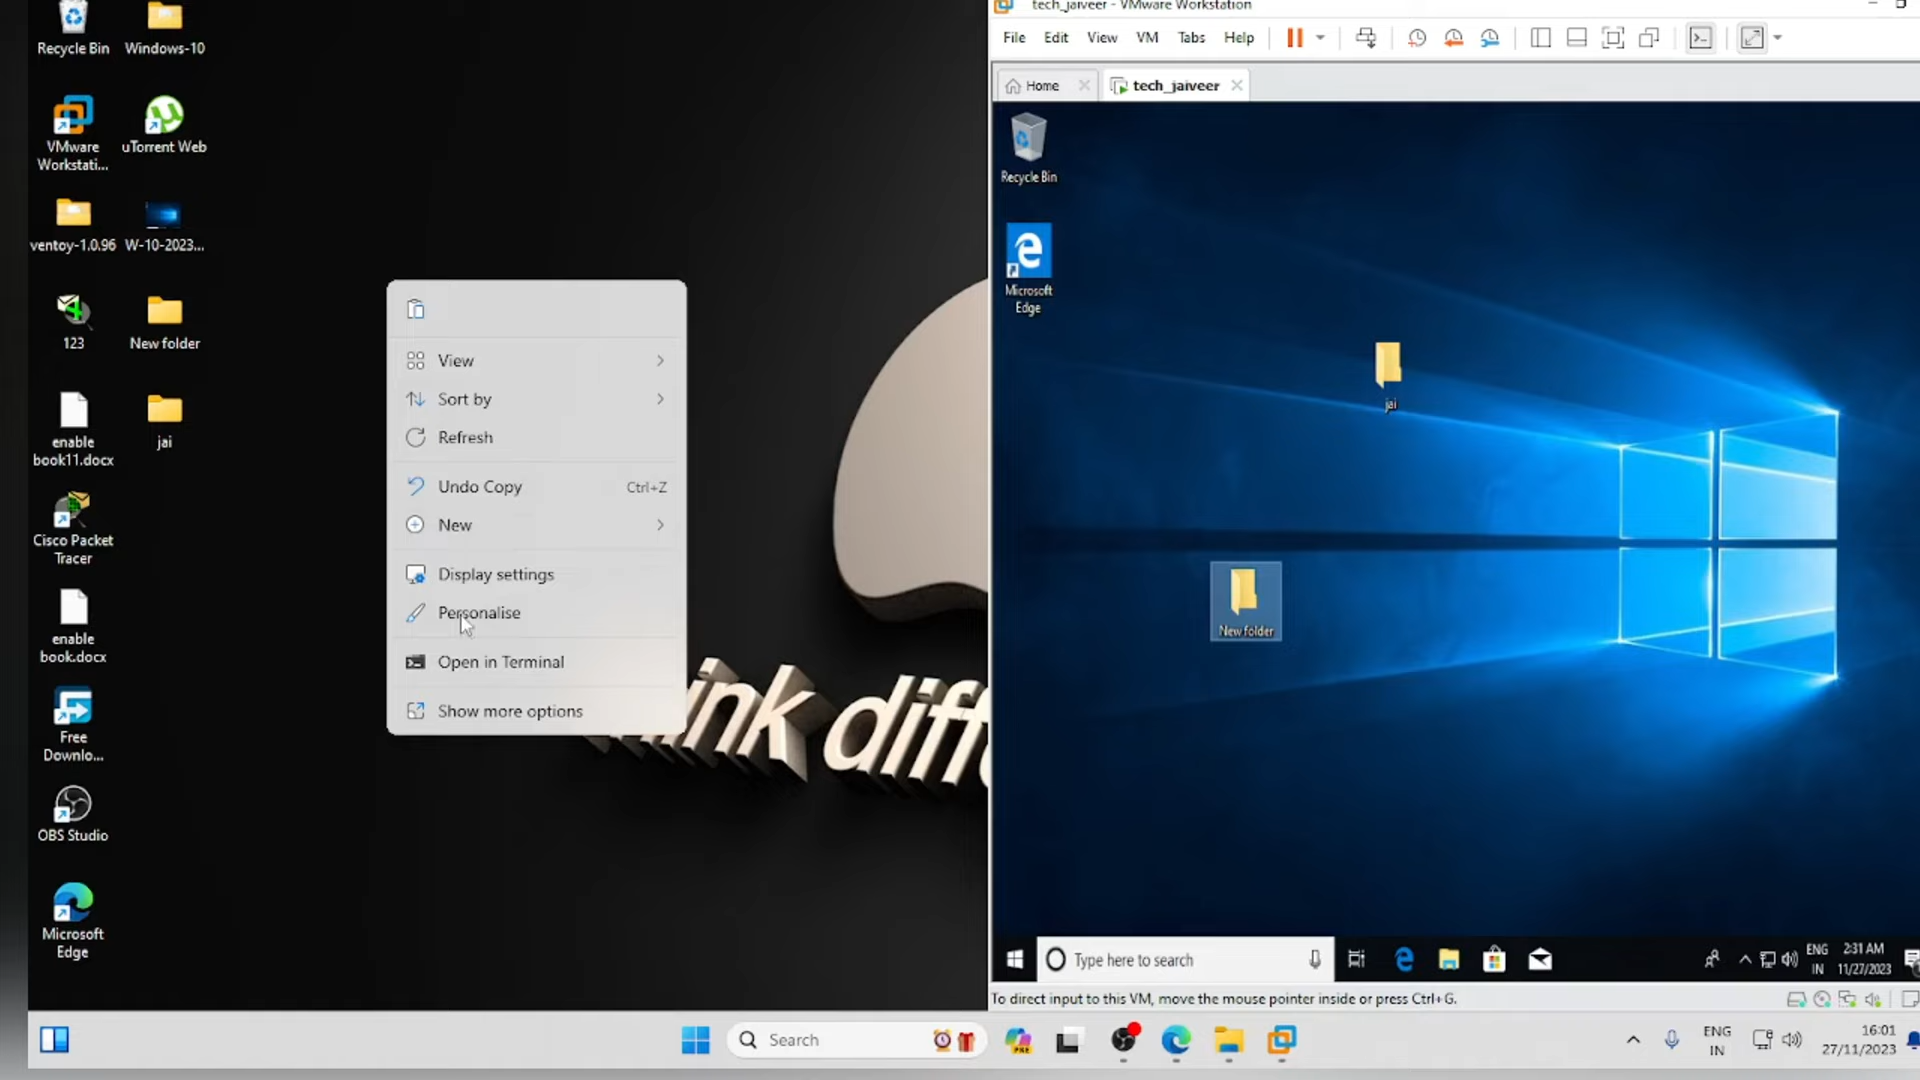 Recycle Bin
Windows-10
VMware
Workstati...
uTorrent Web
ventoy-1.0.96
W-10-2023...
123
New folder
enable
book11.docx
jai
Cisco Packet
Tracer
enable
book.docx
Free
Downlo...
OBS Studio
Microsoft
Edge
View
Sort by
Refresh
Undo Copy Ctrl+Z
New
Display settings
Personalise
Open in Terminal
Show more options
ink diff
tech_jaiveer - VMware Workstation
File Edit View VM Tabs Help
Home
tech_jaiveer
Recycle Bin
Microsoft
Edge
jai
New folder
Type here to search
ENG
IN
2:31 AM
11/27/2023
To direct input to this VM, move the mouse pointer inside or press Ctrl+G.
Search
PRE
ENG
IN
16:01
27/11/2023